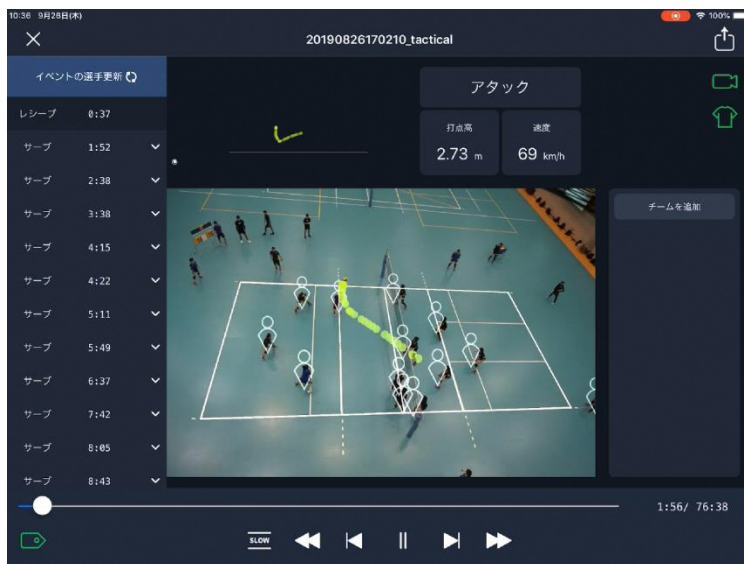 10:36 9月26日(木)
100%
20190826170210_tactical
イベントの選手更新
レシーブ 0:37
サーブ 1:52
サーブ 2:38
サーブ 3:38
サーブ 4:15
サーブ 4:22
サーブ 5:11
サーブ 5:49
サーブ 6:37
サーブ 7:42
サーブ 8:05
サーブ 8:43
アタック
打点高 速度
2.73 m 69 km/h
チームを追加
1:56/ 76:38
SLOW